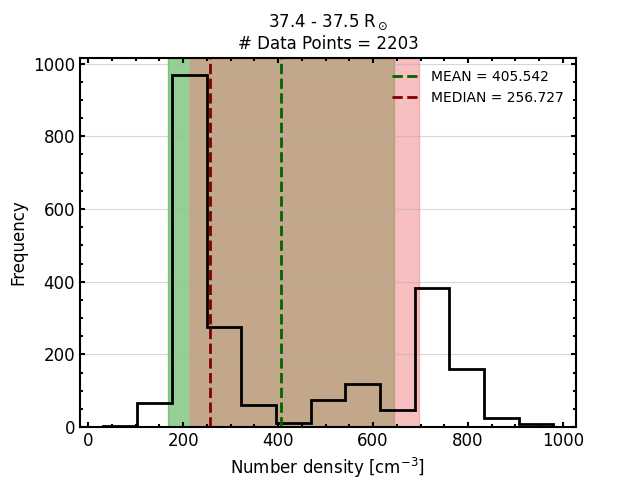 37.4 - 37.5 R⊙
# Data Points = 2203
MEAN = 405.542
MEDIAN = 256.727
1000
800
600
400
200
0
Frequency
0 200 400 600 800 1000
Number density [cm⁻³]